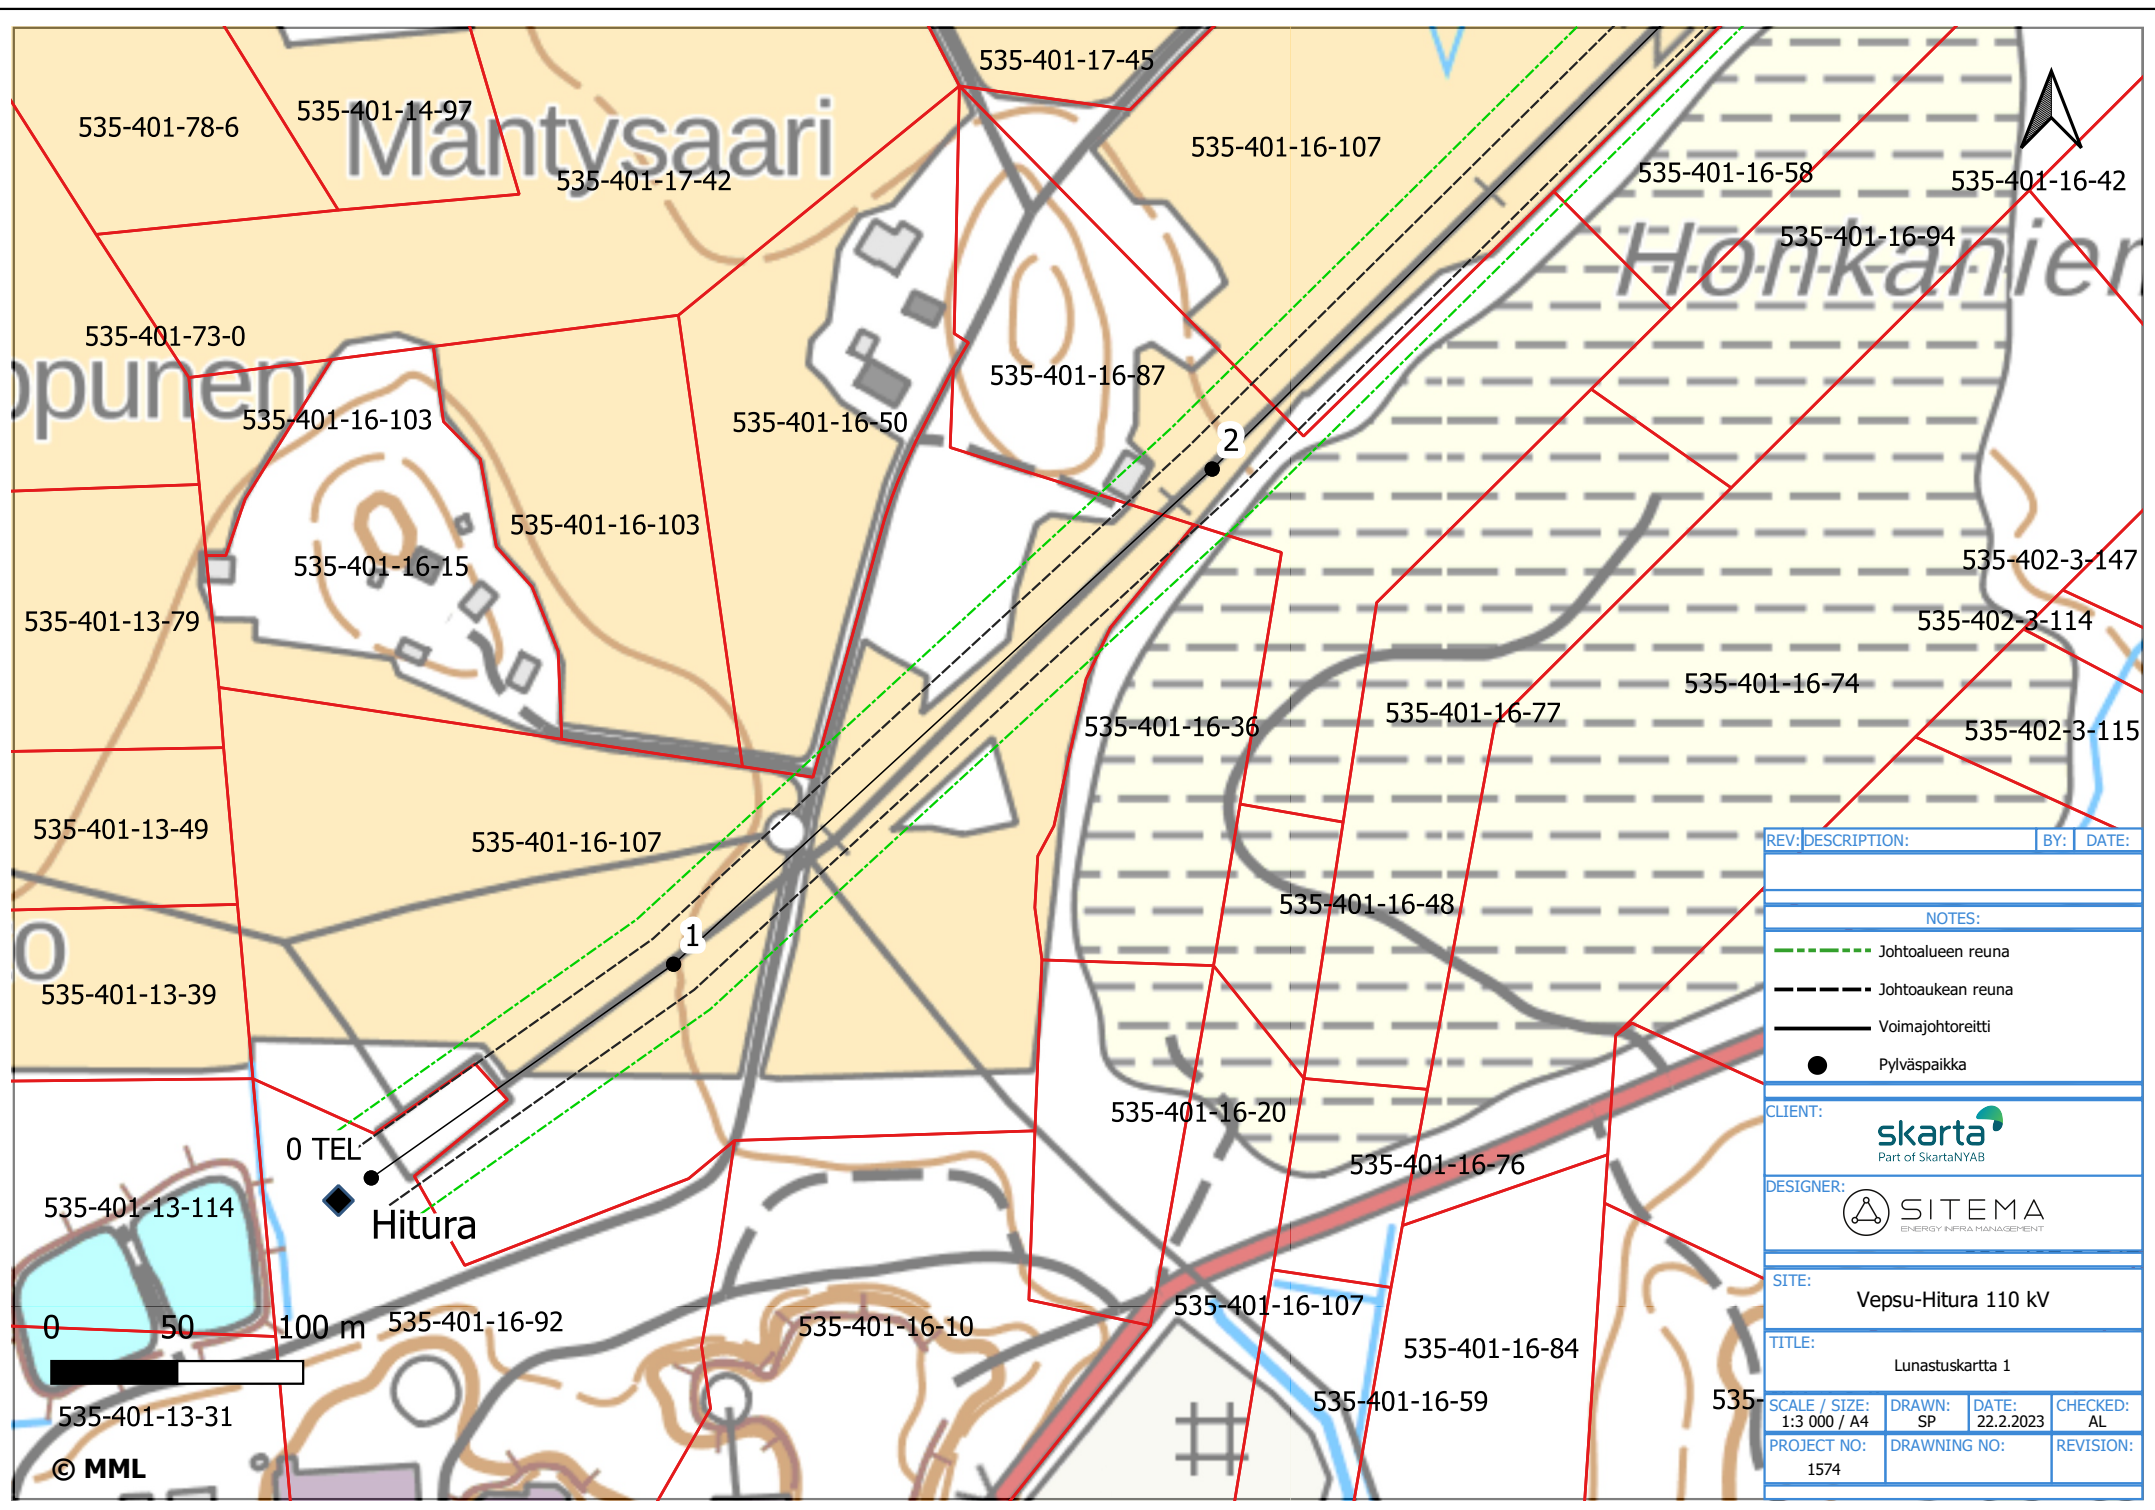 535-401-17-45
535-401-14-97
535-401-78-6
Mäntysaari
535-401-16-107
535-401-17-42
535-401-16-58
535-401-16-42
535-401-16-94
535-401-73-0
535-401-16-87
535-401-16-103
535-401-16-50
2
535-401-16-103
535-401-16-15
535-402-3-147
535-401-13-79
535-402-3-114
535-401-16-74
535-401-16-77
535-401-16-36
535-402-3-115
535-401-13-49
535-401-16-107
535-401-16-48
1
535-401-13-39
535-401-16-20
0 TEL
535-401-16-76
535-401-13-114
Hitura
535-401-16-107
535-401-16-92
535-401-16-10
535-401-16-84
535-401-16-59
535-
535-401-13-31
0 50 100 m
© MML
REV: DESCRIPTION: BY: DATE:
NOTES:
Johtoalueen reuna
Johtoaukean reuna
Voimajohtoreitti
Pylväspaikka
CLIENT:
skarta
Part of SkartaNYAB
DESIGNER:
SITEMA
ENERGY INFRA MANAGEMENT
SITE:
Vepsu-Hitura 110 kV
TITLE:
Lunastuskartta 1
SCALE / SIZE: DRAWN: DATE: CHECKED:
1:3 000 / A4 SP 22.2.2023 AL
PROJECT NO: DRAWING NO: REVISION:
1574